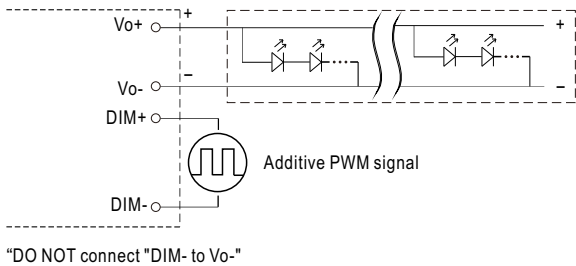 Vo+
+
+
Vo-
–
–
DIM+
Additive PWM signal
DIM-
“DO NOT connect "DIM- to Vo-"